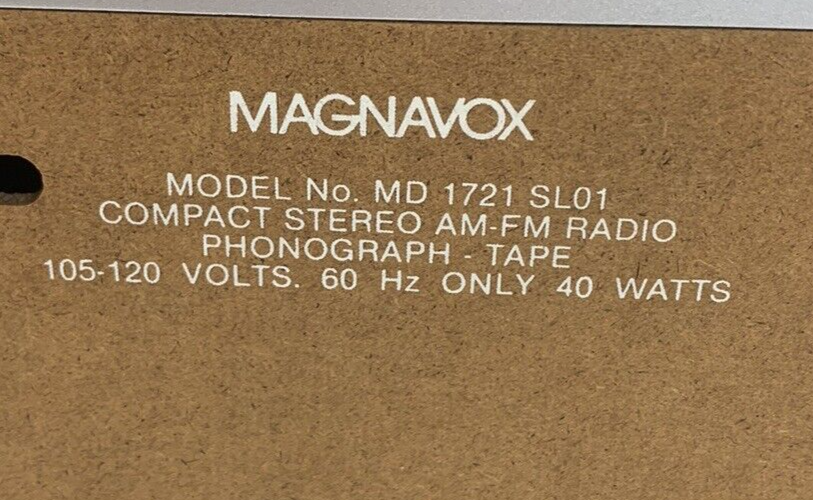 MAGNAVOX
MODEL No. MD 1721 SL01
COMPACT STEREO AM-FM RADIO
PHONOGRAPH - TAPE
105-120 VOLTS. 60 Hz ONLY 40 WATTS